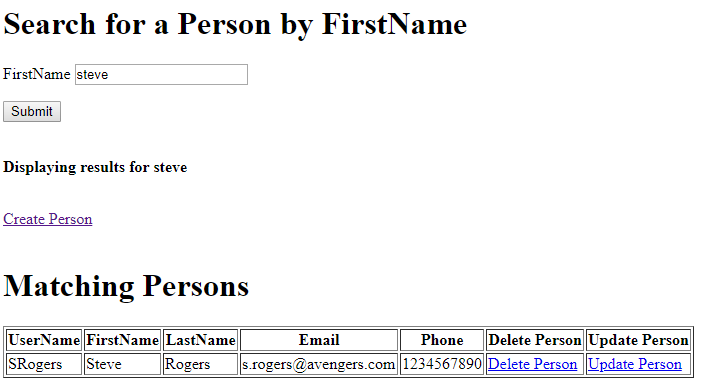 Search for a Person by FirstName
FirstName steve
Submit
Displaying results for steve
Create Person
Matching Persons
UserName FirstName LastName Email Phone Delete Person Update Person
SRogers Steve Rogers s.rogers@avengers.com 1234567890 Delete Person Update Person